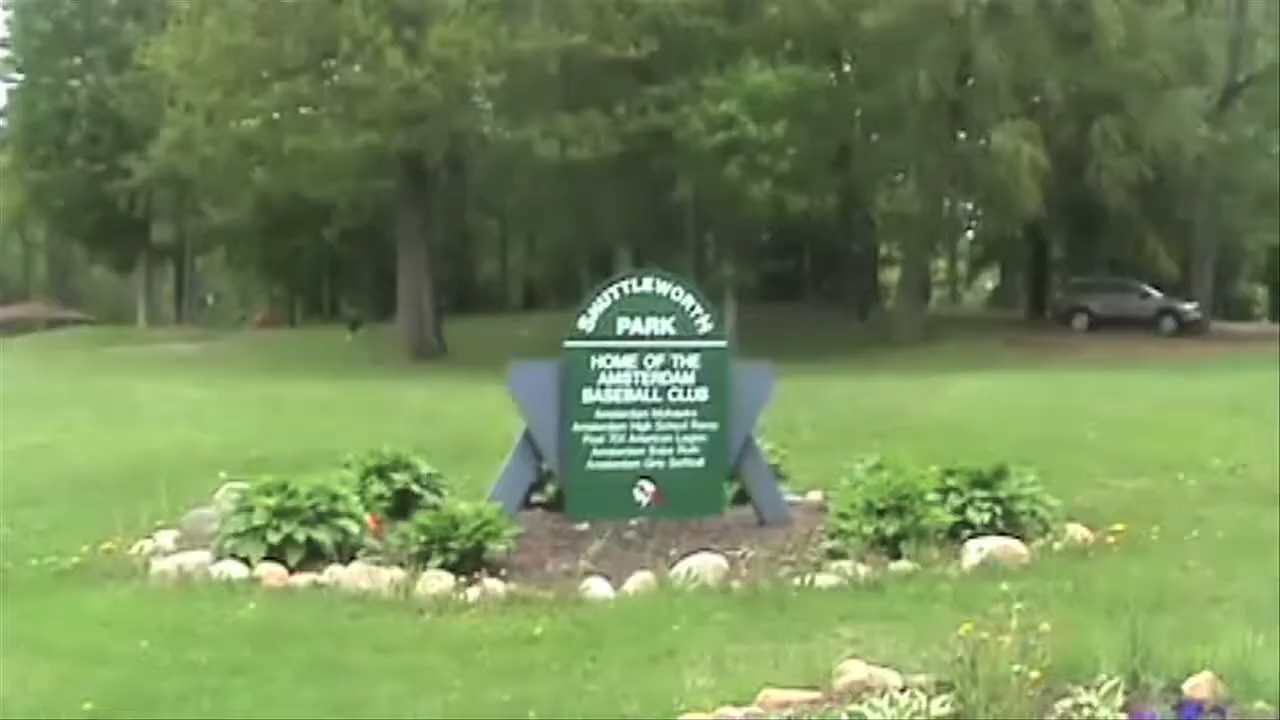 SHUTTLEWORTH
PARK
HOME OF THE
AMSTERDAM
BASEBALL CLUB
Amsterdam Mohawks
Amsterdam High School Rams
Post 701 American Legion
Amsterdam Babe Ruth
Amsterdam Girls Softball